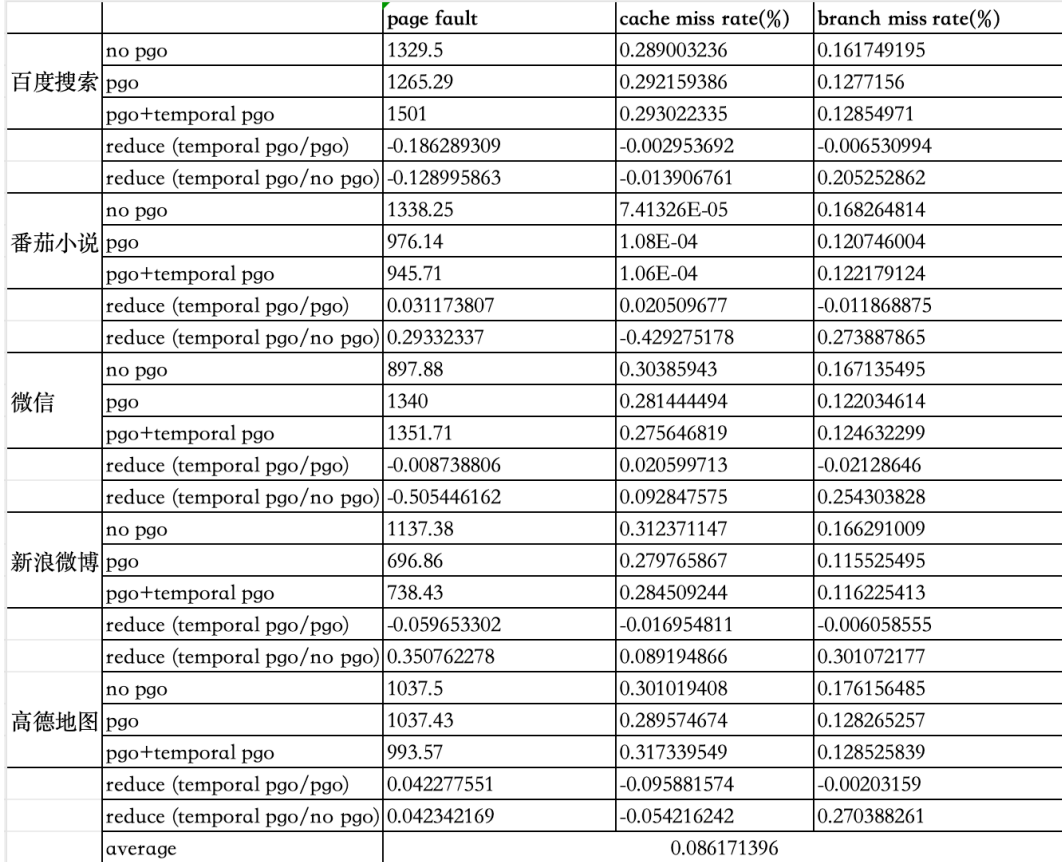 page fault cache miss rate(%) branch miss rate(%)
no pgo 1329.5 0.289003236 0.161749195
百度搜索 pgo 1265.29 0.292159386 0.1277156
pgo+temporal pgo 1501 0.293022335 0.12854971
reduce (temporal pgo/pgo) -0.186289309 -0.002953692 -0.006530994
reduce (temporal pgo/no pgo) -0.128995863 -0.013906761 0.205252862
no pgo 1338.25 7.41326E-05 0.168264814
番茄小说 pgo 976.14 1.08E-04 0.120746004
pgo+temporal pgo 945.71 1.06E-04 0.122179124
reduce (temporal pgo/pgo) 0.031173807 0.020509677 -0.011868875
reduce (temporal pgo/no pgo) 0.29332337 -0.429275178 0.273887865
no pgo 897.88 0.30385943 0.167135495
微信 pgo 1340 0.281444494 0.122034614
pgo+temporal pgo 1351.71 0.275646819 0.124632299
reduce (temporal pgo/pgo) -0.008738806 0.020599713 -0.02128646
reduce (temporal pgo/no pgo) -0.505446162 0.092847575 0.254303828
no pgo 1137.38 0.312371147 0.166291009
新浪微博 pgo 696.86 0.279765867 0.115525495
pgo+temporal pgo 738.43 0.284509244 0.116225413
reduce (temporal pgo/pgo) -0.059653302 -0.016954811 -0.006058555
reduce (temporal pgo/no pgo) 0.350762278 0.089194866 0.301072177
no pgo 1037.5 0.301019408 0.176156485
高德地图 pgo 1037.43 0.289574674 0.128265257
pgo+temporal pgo 993.57 0.317339549 0.128525839
reduce (temporal pgo/pgo) 0.042277551 -0.095881574 -0.00203159
reduce (temporal pgo/no pgo) 0.042342169 -0.054216242 0.270388261
average 0.086171396